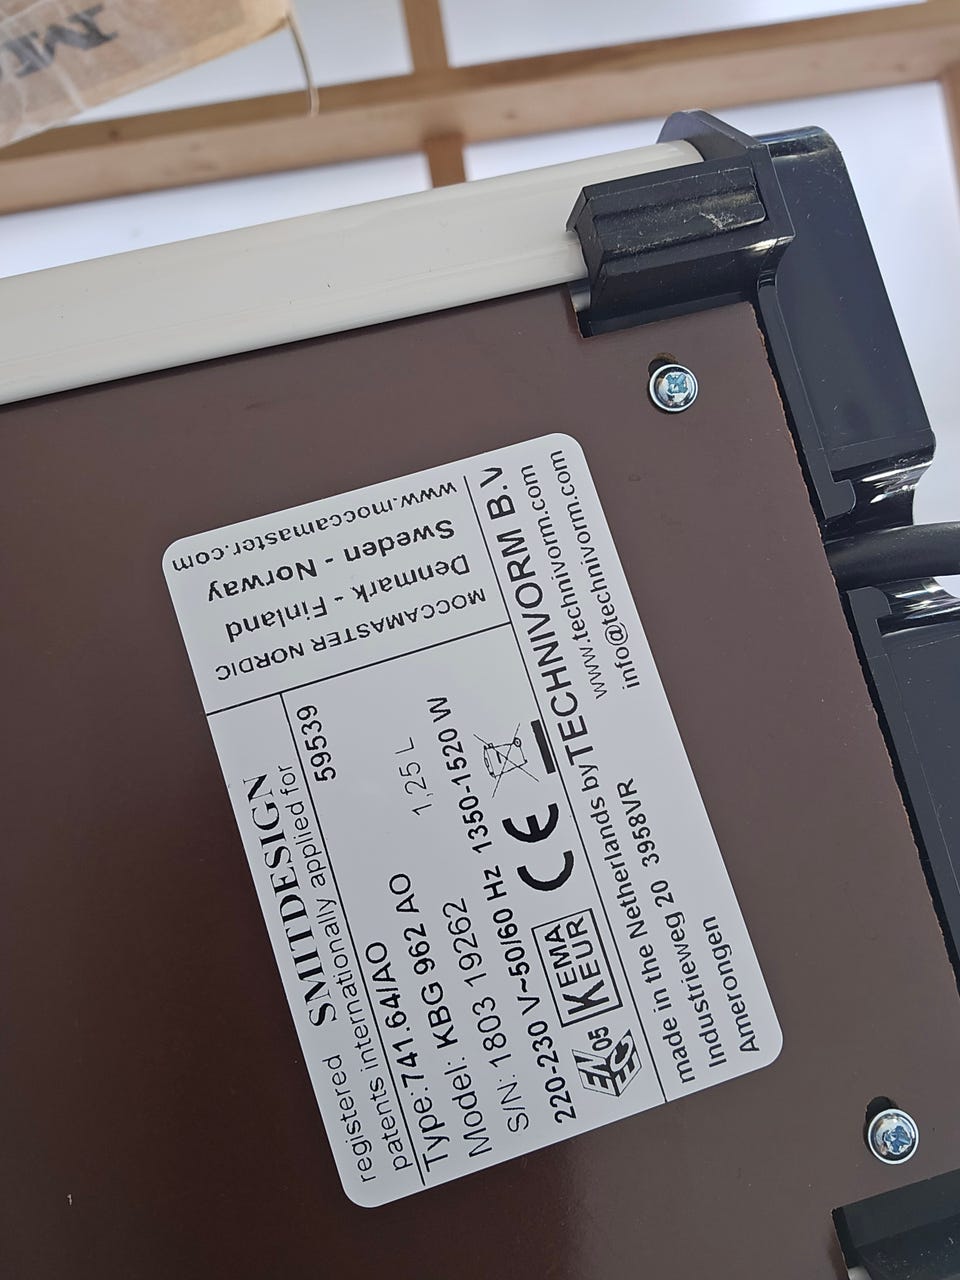 SMITDESIGN
registered internationally applied for
patents
59539
Type: 741.64/AO
Model: KBG 962 AO 1,25 L
S/N: 1803 19262
220-230 V~50/60 Hz 1350-1520 W
05 KEMA KEUR CE
made in the Netherlands by TECHNIVORM B.V
Industrieweg 20 3958VR www.technivorm.com
Amerongen info@technivorm.com
MOCCAMASTER NORDIC
Denmark - Finland
Sweden - Norway
www.moccamaster.com